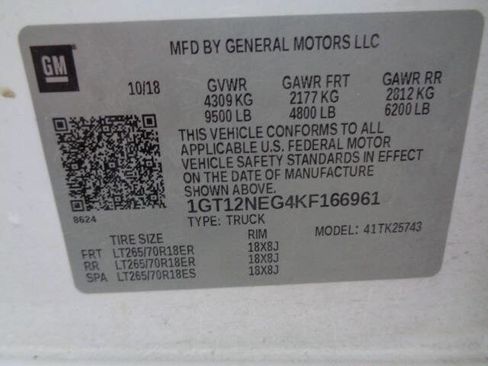 GM
MFD BY GENERAL MOTORS LLC
10/18 GVWR GAWR FRT GAWR RR
4309 KG 2177 KG 2812 KG
9500 LB 4800 LB 6200 LB
THIS VEHICLE CONFORMS TO ALL
APPLICABLE U.S. FEDERAL MOTOR
VEHICLE SAFETY STANDARDS IN EFFECT
ON THE DATE OF MANUFACTURE
SHOWN ABOVE.
8624
1GT12NEG4KF166961
TYPE: TRUCK MODEL: 41TK25743
TIRE SIZE RIM
FRT LT265/70R18ER 18X8J
RR LT265/70R18ER 18X8J
SPA LT265/70R18ES 18X8J